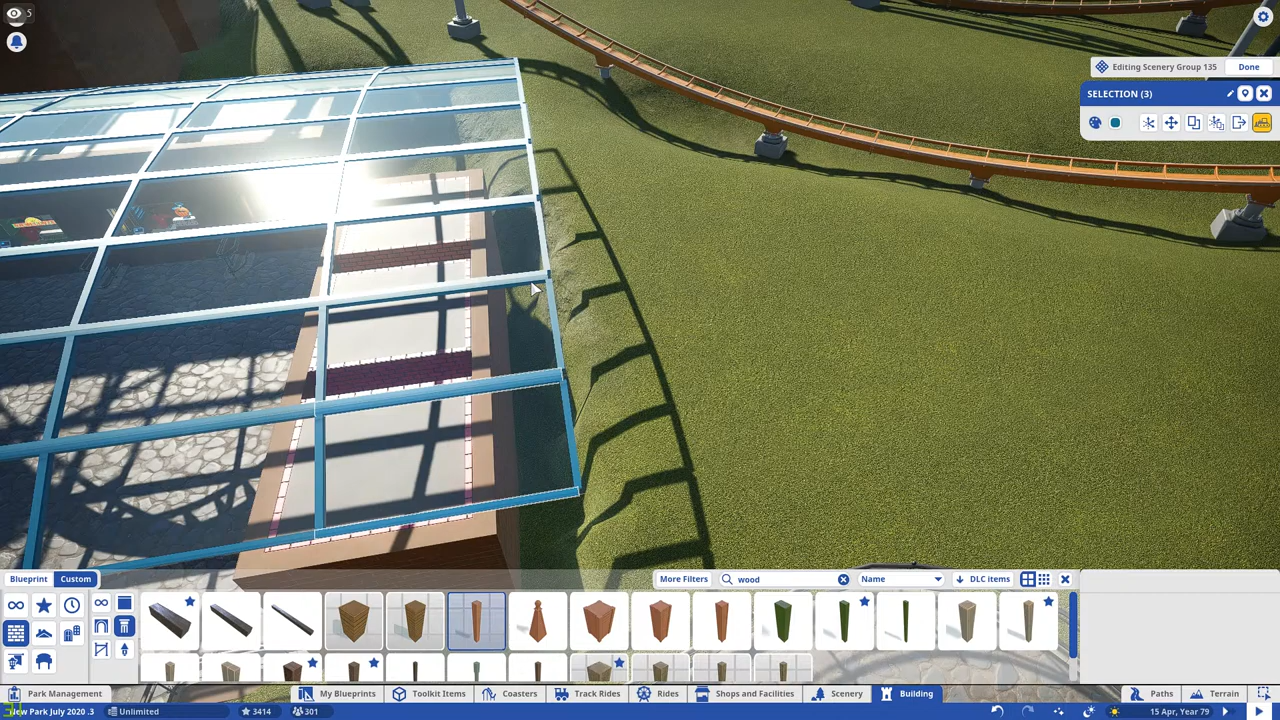 5
Editing Scenery Group 135
Done
SELECTION (3)
Blueprint
Custom
More Filters
wood
Name
DLC items
Park Management
My Blueprints
Toolkit Items
Coasters
Track Rides
Rides
Shops and Facilities
Scenery
Building
Paths
Terrain
New Park July 2020 .3
Unlimited
3414
301
15 Apr, Year 79